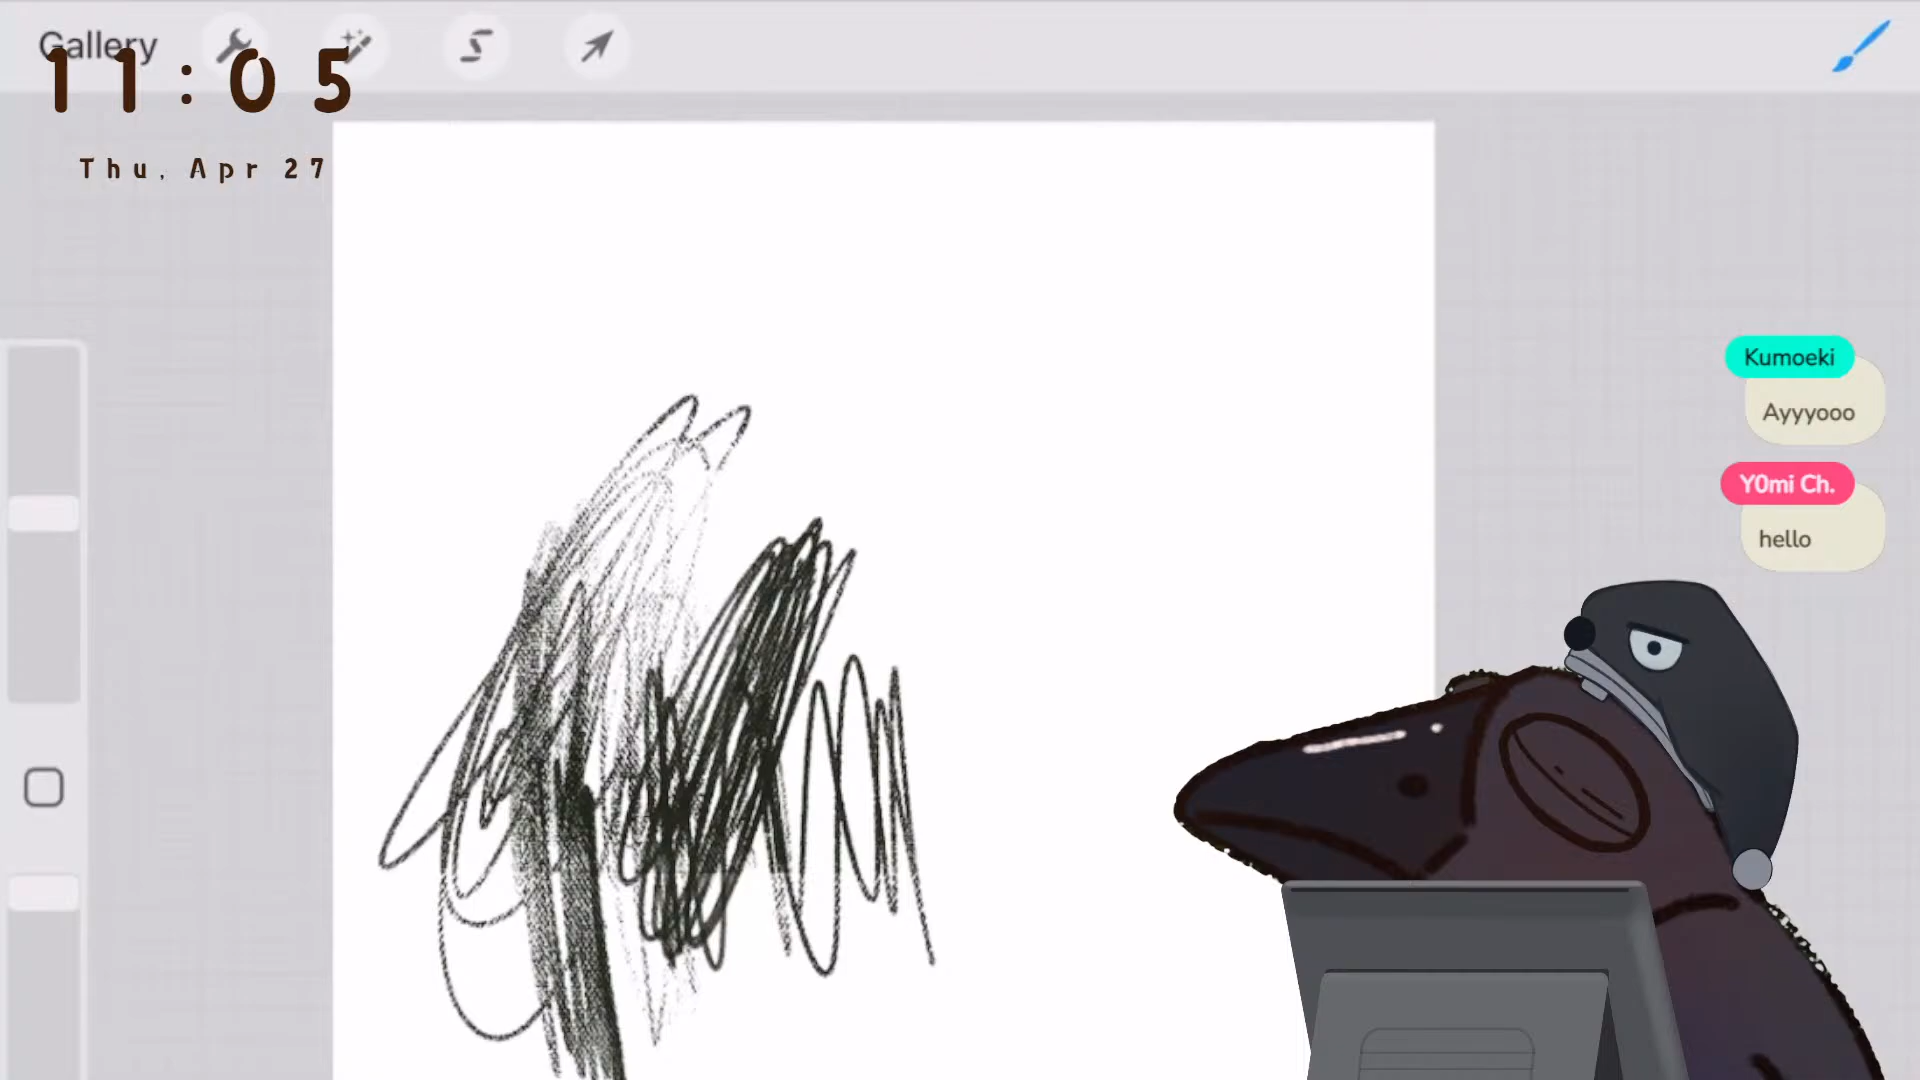 Gallery
11:05
Thu, Apr 27
Kumoeki
Ayyyooo
Y0mi Ch.
hello